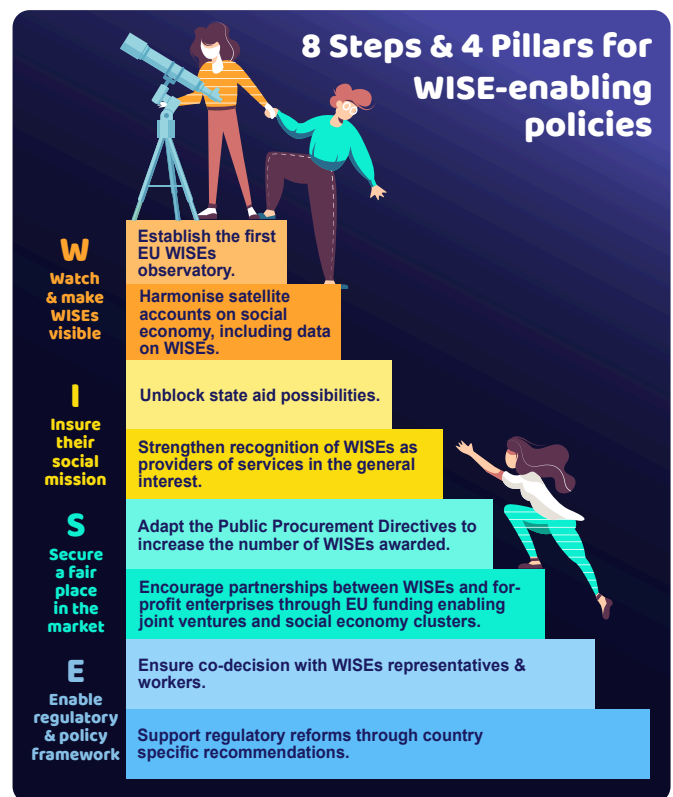 8 Steps & 4 Pillars for
WISE-enabling
policies
W
Watch
& make
WISEs
visible
Establish the first
EU WISEs
observatory.
Harmonise satellite
accounts on social
economy, including data
on WISEs.
I
Insure
their
social
mission
Unblock state aid possibilities.
Strengthen recognition of WISEs as
providers of services in the general
interest.
S
Secure
a fair
place
in the
market
Adapt the Public Procurement Directives to
increase the number of WISEs awarded.
Encourage partnerships between WISEs and for-
profit enterprises through EU funding enabling
joint ventures and social economy clusters.
E
Enable
regulatory
& policy
framework
Ensure co-decision with WISEs representatives &
workers.
Support regulatory reforms through country
specific recommendations.